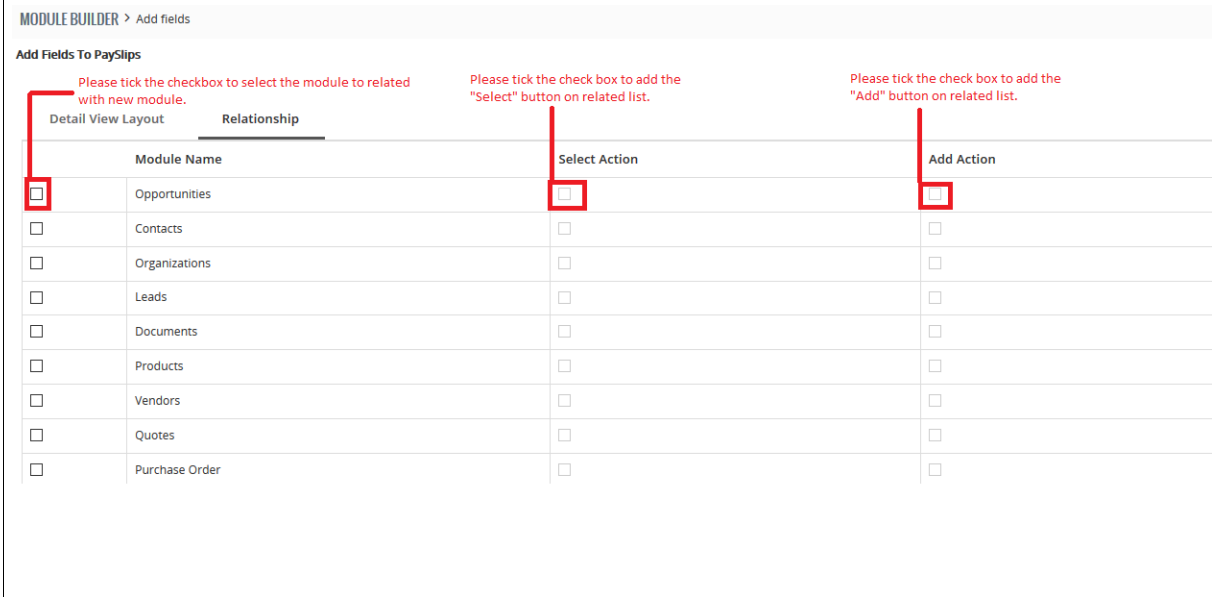 MODULE BUILDER > Add fields
Add Fields To PaySlips
Please tick the checkbox to select the module to related
with new module.
Please tick the check box to add the
"Select" button on related list.
Please tick the check box to add the
"Add" button on related list.
Detail View Layout Relationship
Module Name Select Action Add Action
Opportunities
Contacts
Organizations
Leads
Documents
Products
Vendors
Quotes
Purchase Order